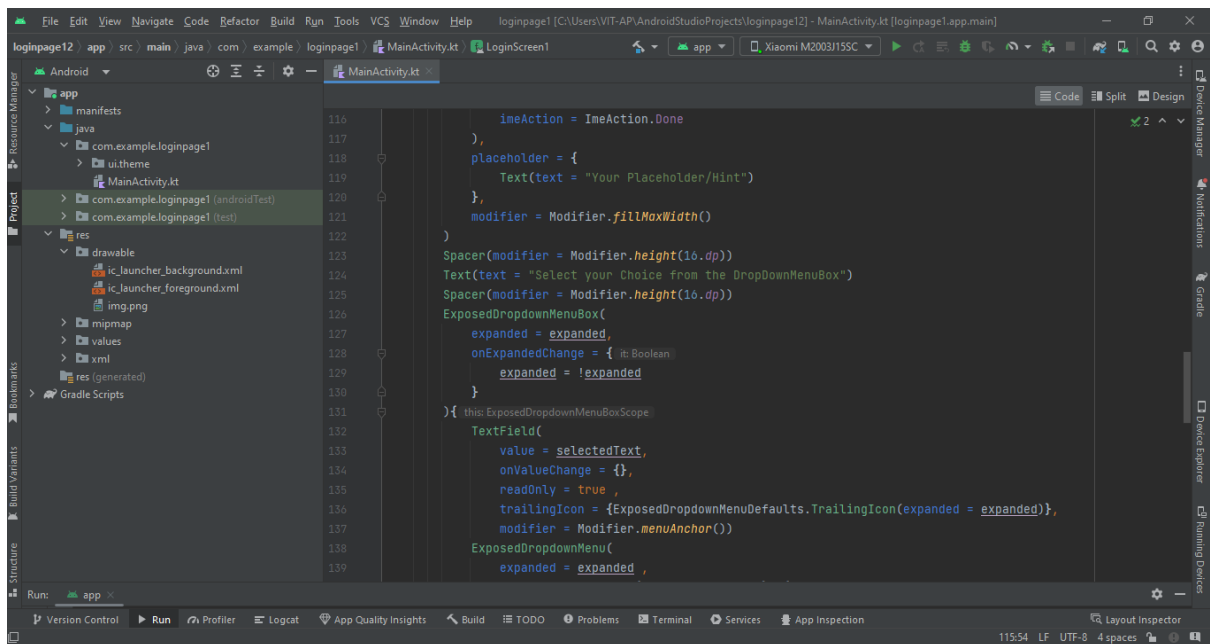 File Edit View Navigate Code Refactor Build Run Tools VCS Window Help loginpage1 [C:\Users\VIT-AP\AndroidStudioProjects\loginpage12] - MainActivity.kt [loginpage1.app.main]
loginpage12 app src main java com example loginpage1 MainActivity.kt LoginScreen1 app Xiaomi M2003J15SC
Android MainActivity.kt
Code Split Design
Resource Manager
Project
Bookmarks
Build Variants
Structure
app
manifests
java
com.example.loginpage1
ui.theme
MainActivity.kt
com.example.loginpage1 (androidTest)
com.example.loginpage1 (test)
res
drawable
ic_launcher_background.xml
ic_launcher_foreground.xml
img.png
mipmap
values
xml
res (generated)
Gradle Scripts
2
116 imeAction = ImeAction.Done
117 ),
118 placeholder = {
119 Text(text = "Your Placeholder/Hint")
120 },
121 modifier = Modifier.fillMaxWidth()
122 )
123 Spacer(modifier = Modifier.height(16.dp))
124 Text(text = "Select your Choice from the DropDownMenuBox")
125 Spacer(modifier = Modifier.height(16.dp))
126 ExposedDropdownMenuBox(
127 expanded = expanded,
128 onExpandedChange = { it: Boolean
129 expanded = !expanded
130 }
131 ){ this: ExposedDropdownMenuBoxScope
132 TextField(
133 value = selectedText,
134 onValueChange = {},
135 readOnly = true ,
136 trailingIcon = {ExposedDropdownMenuDefaults.TrailingIcon(expanded = expanded)},
137 modifier = Modifier.menuAnchor())
138 ExposedDropdownMenu(
139 expanded = expanded ,
Device Manager
Notifications
Gradle
Device Explorer
Running Devices
Run: app
Version Control Run Profiler Logcat App Quality Insights Build TODO Problems Terminal Services App Inspection Layout Inspector
115:54 LF UTF-8 4 spaces